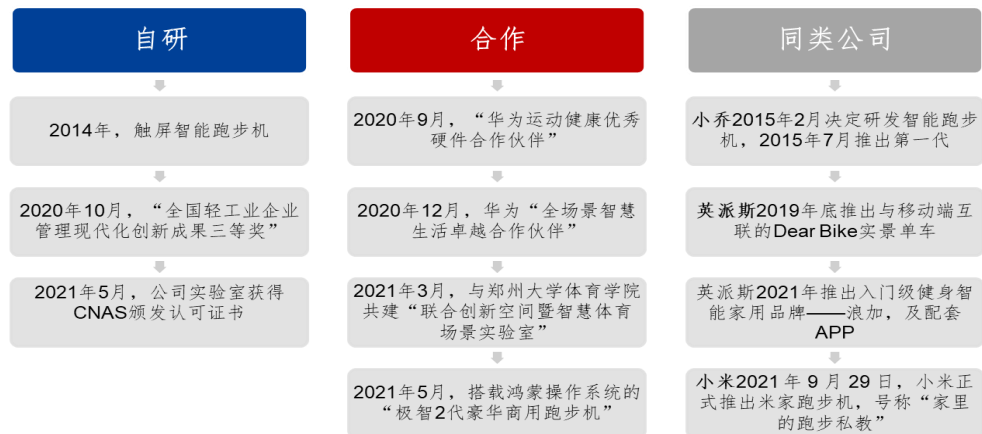 自研
2014年，触屏智能跑步机
2020年10月，“全国轻工业企业
管理现代化创新成果三等奖”
2021年5月，公司实验室获得
CNAS颁发认可证书
合作
2020年9月，“华为运动健康优秀
硬件合作伙伴”
2020年12月，华为“全场景智慧
生活卓越合作伙伴”
2021年3月，与郑州大学体育学院
共建“联合创新空间暨智慧体育
场景实验室”
2021年5月，搭载鸿蒙操作系统的
“极智2代豪华商用跑步机”
同类公司
小乔2015年2月决定研发智能跑步
机，2015年7月推出第一代
英派斯2019年底推出与移动端互
联的Dear Bike实景单车
英派斯2021年推出入门级健身智
能家用品牌——浪加，及配套
APP
小米2021 年 9 月 29 日，小米正
式推出米家跑步机，号称“家里
的跑步私教”